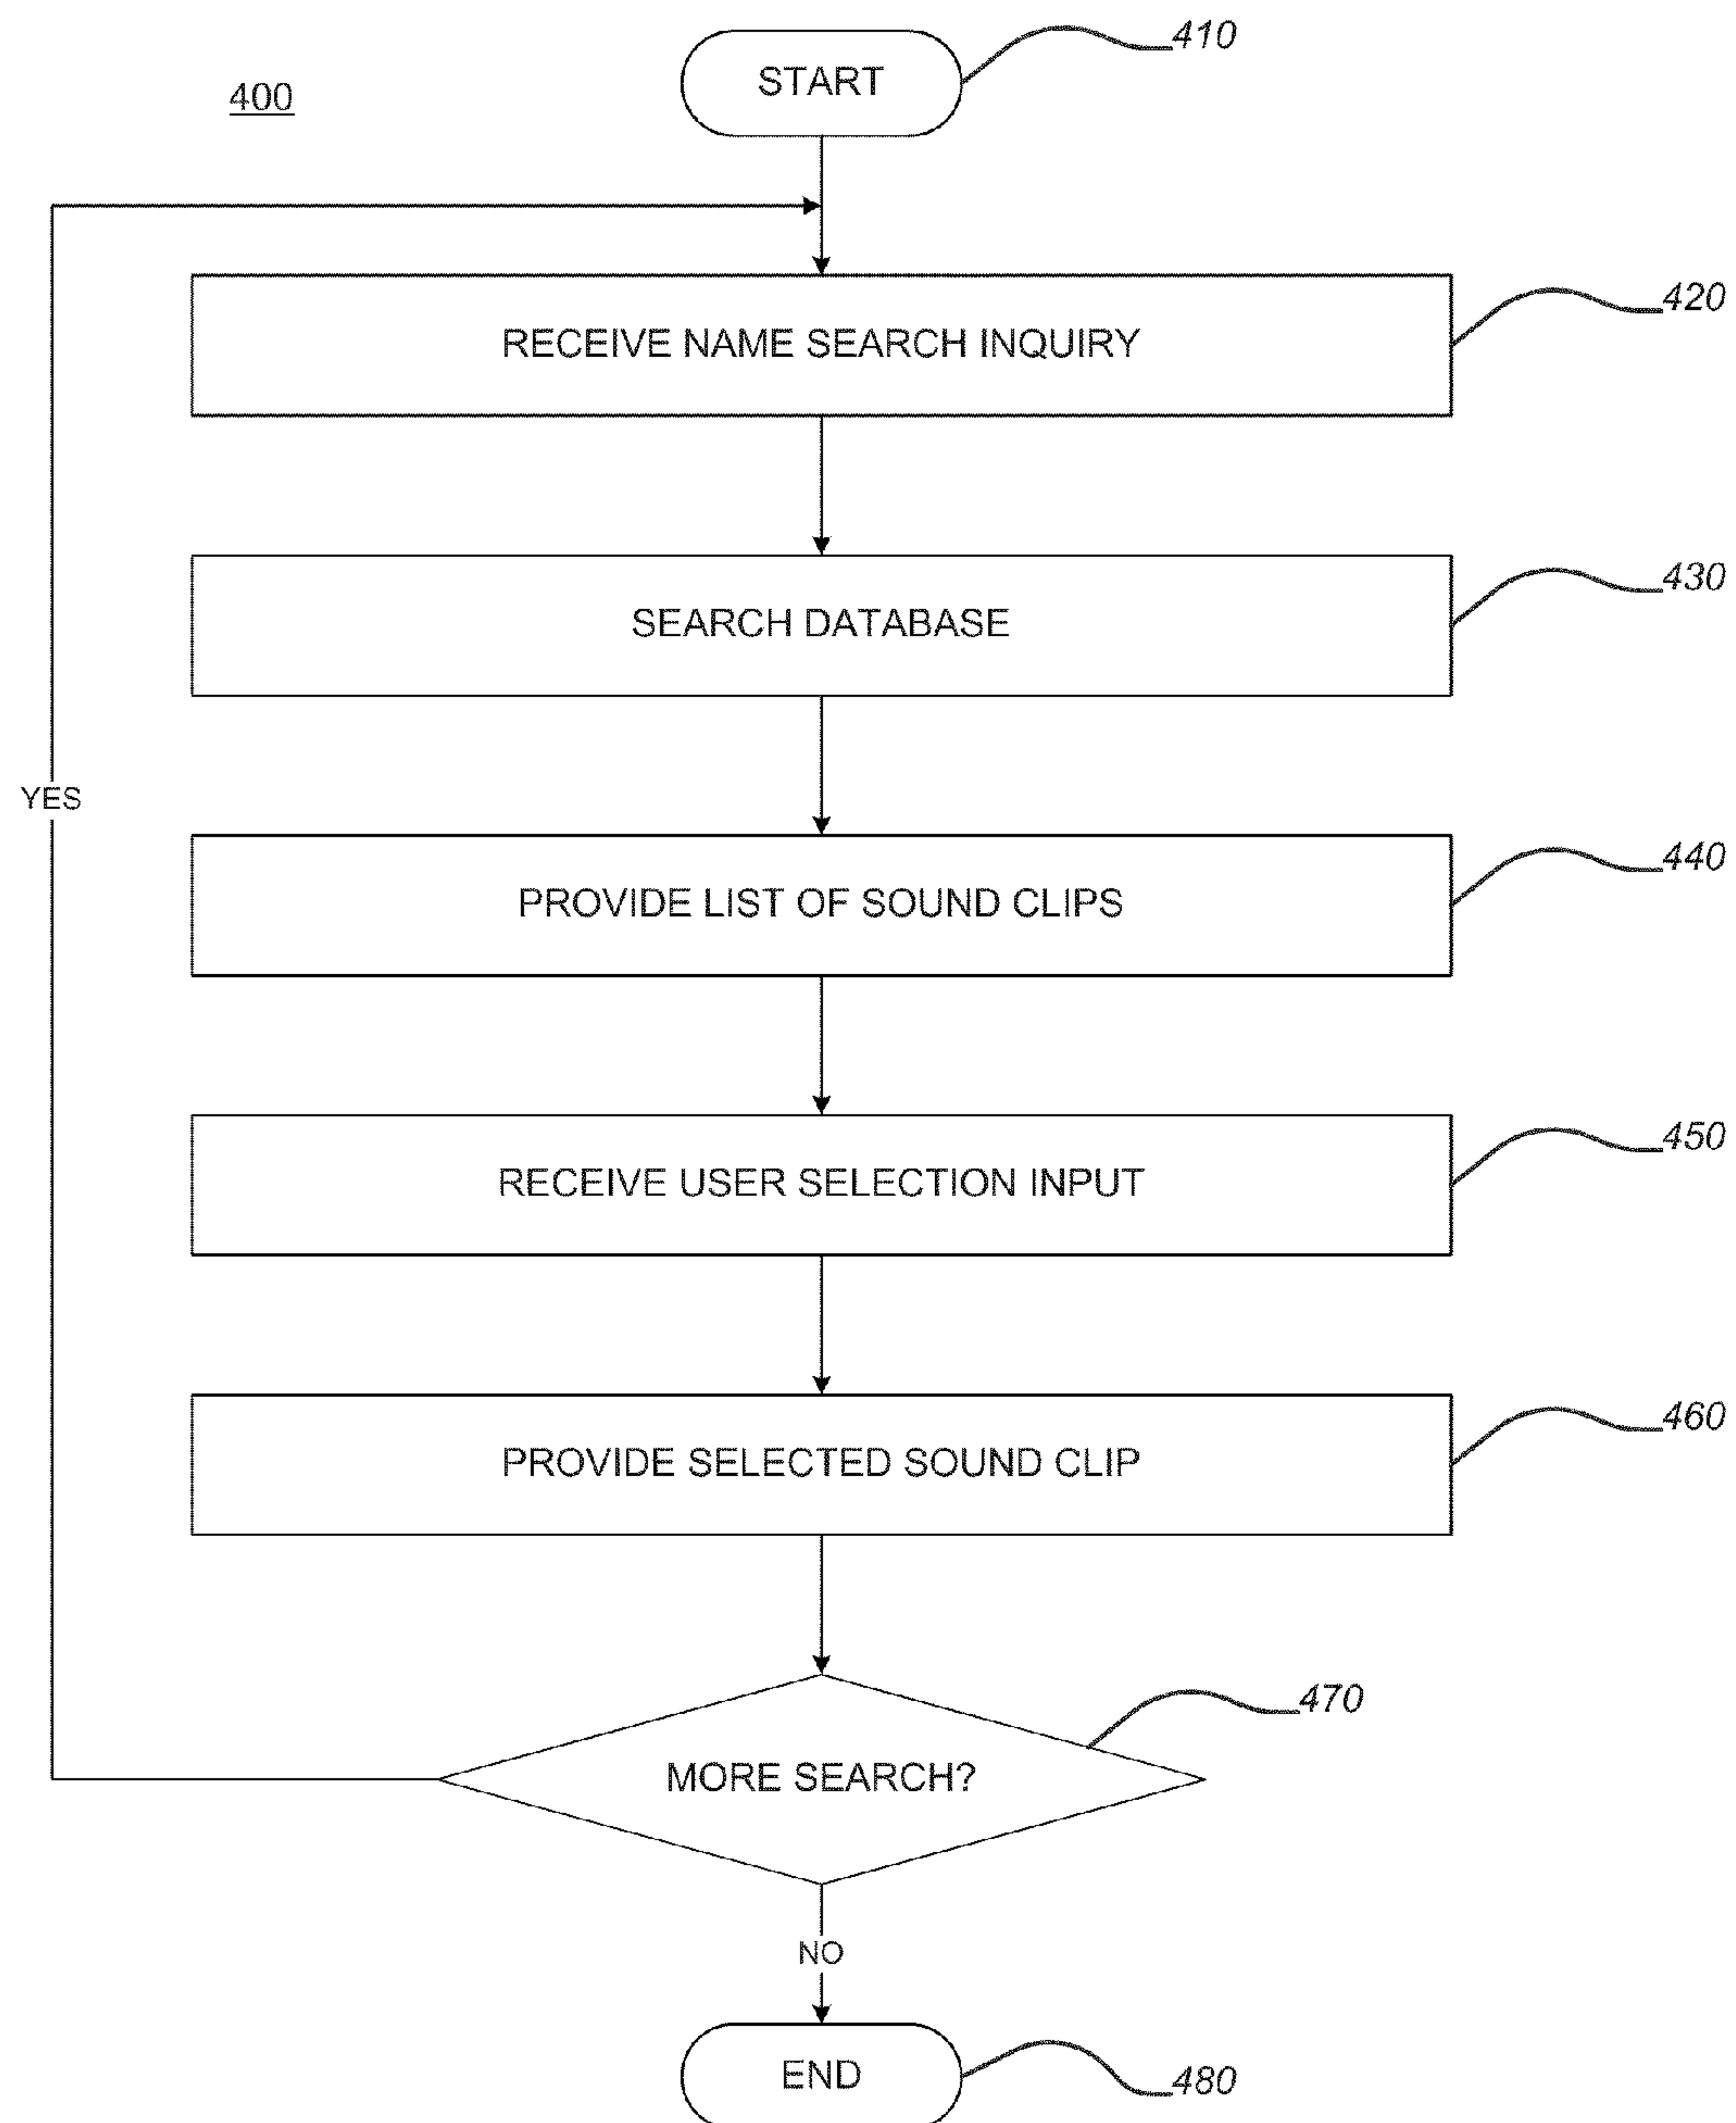 410
START
400
RECEIVE NAME SEARCH INQUIRY
420
SEARCH DATABASE
430
YES
PROVIDE LIST OF SOUND CLIPS
440
RECEIVE USER SELECTION INPUT
450
PROVIDE SELECTED SOUND CLIP
460
470
MORE SEARCH?
NO
END
480